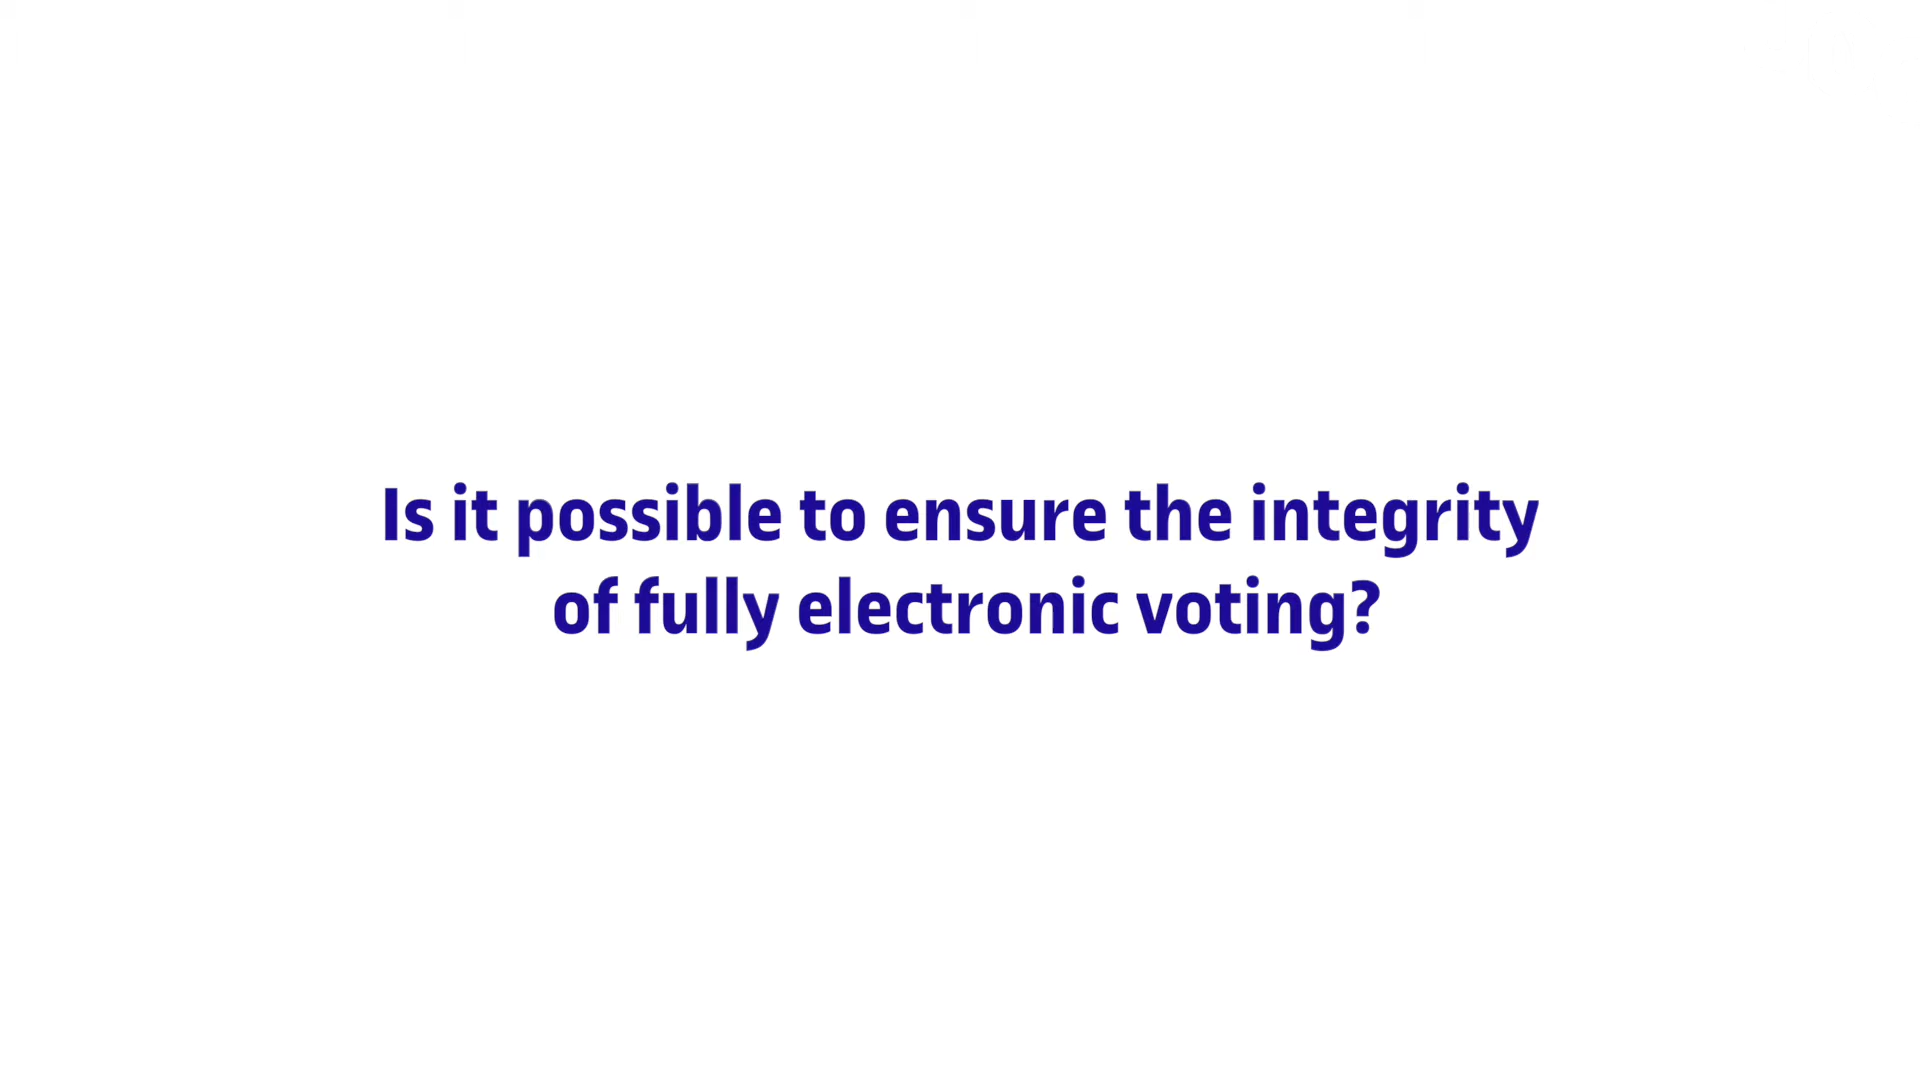 Is it possible to ensure the integrity
of fully electronic voting?